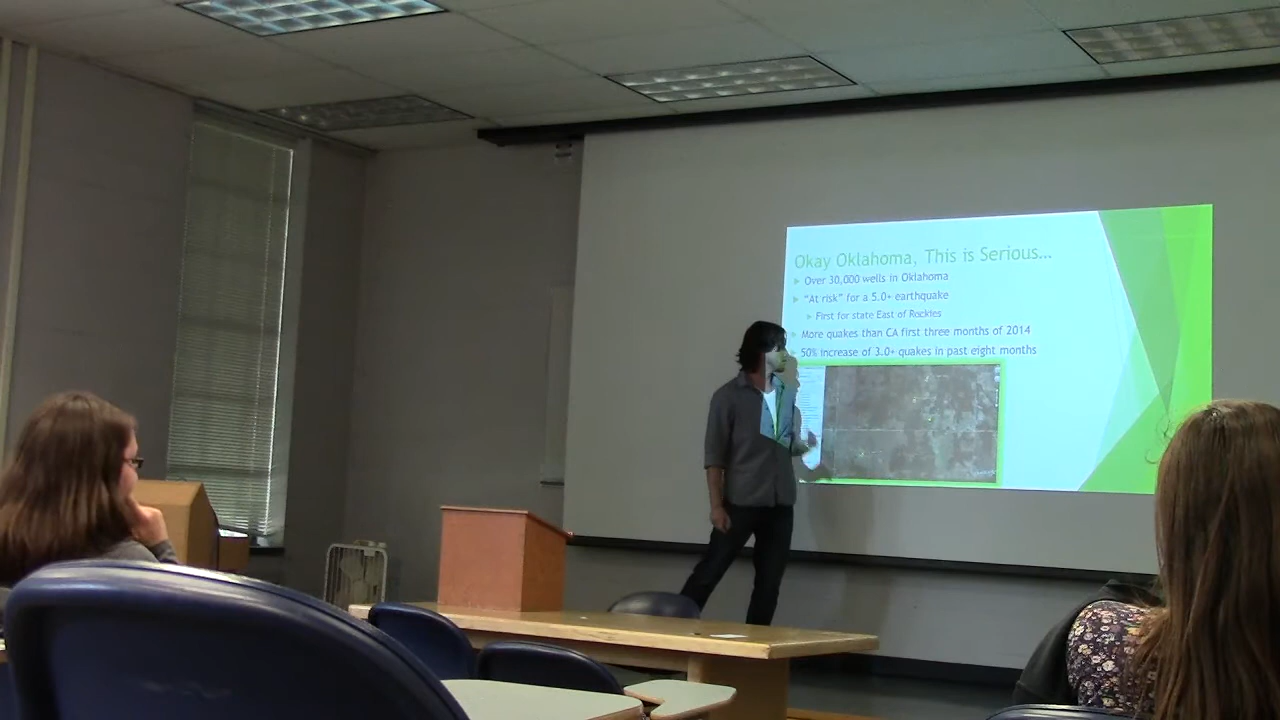 Okay Oklahoma, This is Serious...
Over 30,000 wells in Oklahoma
"At risk" for a 5.0+ earthquake
First for state East of Rockies
More quakes than CA first three months of 2014
50% increase of 3.0+ quakes in past eight months